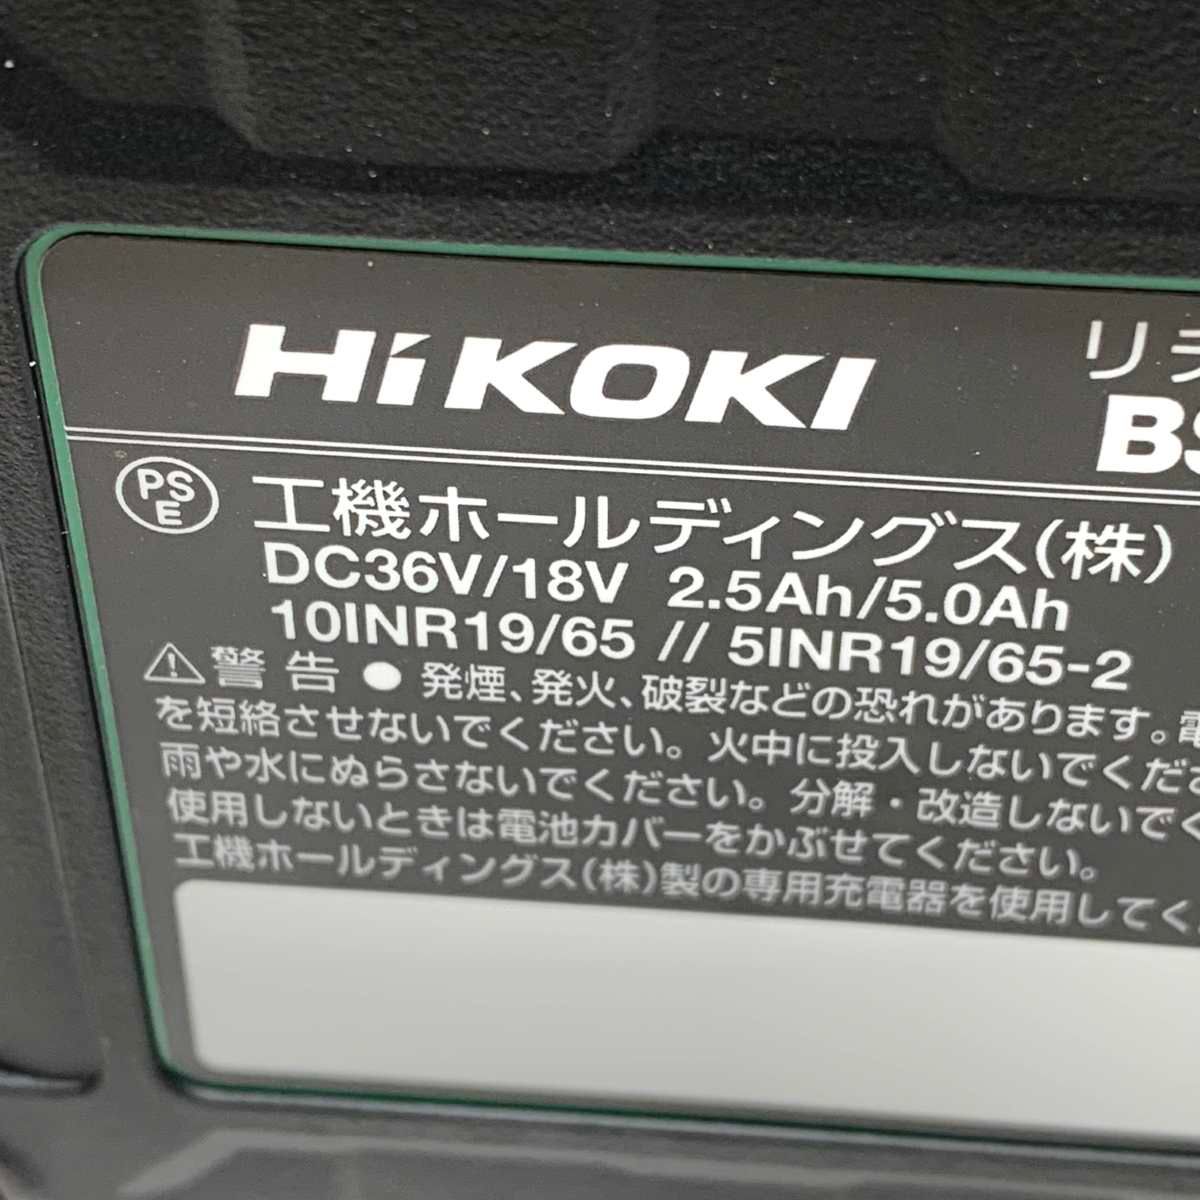 HiKOKI
リチ
BS
PSE 工機ホールディングス(株)
DC36V/18V 2.5Ah/5.0Ah
10INR19/65 // 5INR19/65-2
警告 ● 発煙、発火、破裂などの恐れがあります。電
を短絡させないでください。火中に投入しないでくださ
雨や水にぬらさないでください。分解・改造しないでく
使用しないときは電池カバーをかぶせてください。
工機ホールディングス(株)製の専用充電器を使用してく